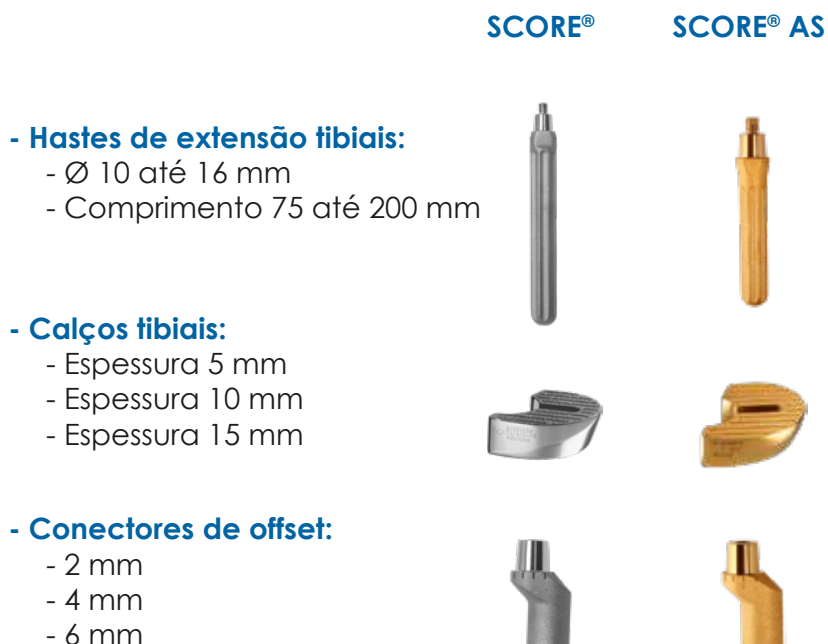 SCORE® SCORE® AS
- Hastes de extensão tibiais:
- Ø 10 até 16 mm
- Comprimento 75 até 200 mm
- Calços tibiais:
- Espessura 5 mm
- Espessura 10 mm
- Espessura 15 mm
- Conectores de offset:
- 2 mm
- 4 mm
- 6 mm